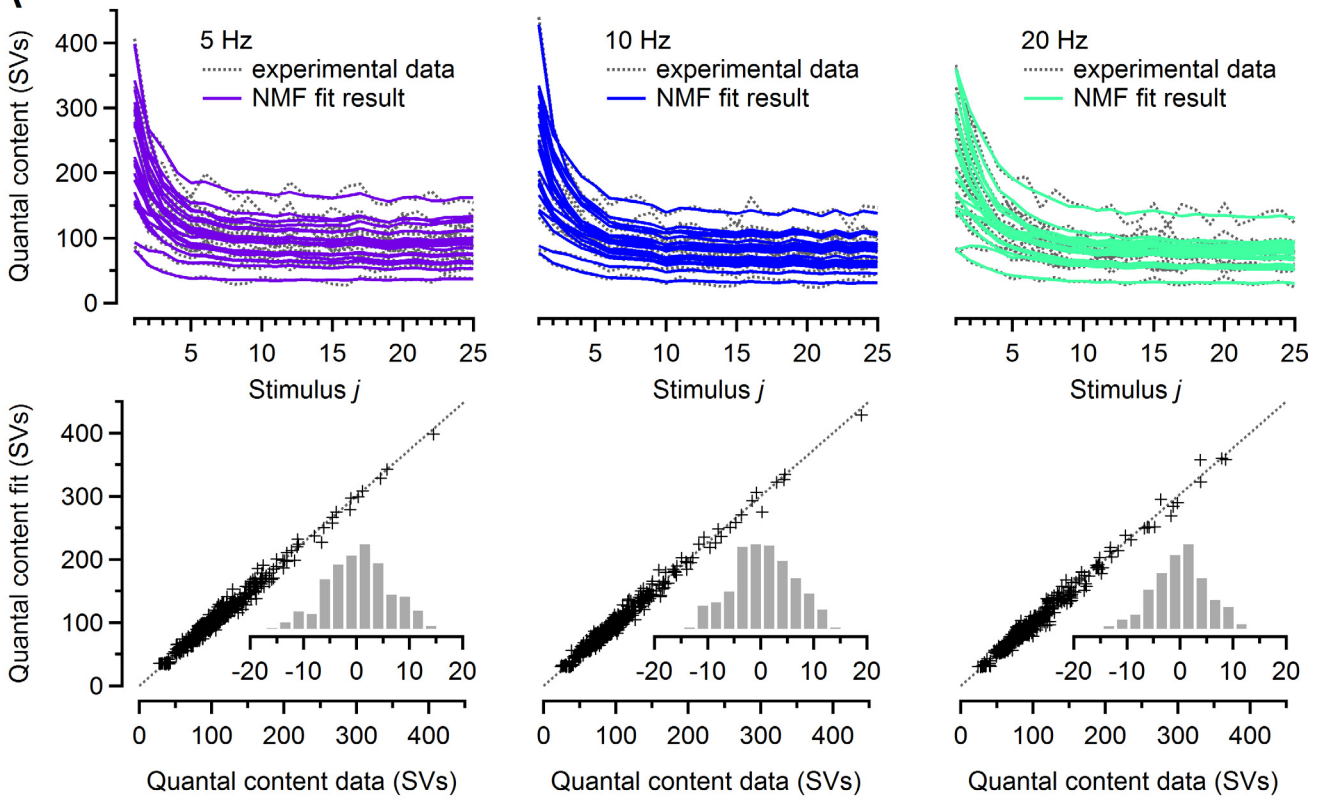 Quantal content (SVs)
400
300
200
100
0
5 Hz
experimental data
NMF fit result
10 Hz
experimental data
NMF fit result
20 Hz
experimental data
NMF fit result
5 10 15 20 25
5 10 15 20 25
5 10 15 20 25
Stimulus j
Stimulus j
Stimulus j
Quantal content fit (SVs)
400
300
200
100
0
-20 -10 0 10 20
-20 -10 0 10 20
-20 -10 0 10 20
0 100 200 300 400
0 100 200 300 400
0 100 200 300 400
Quantal content data (SVs)
Quantal content data (SVs)
Quantal content data (SVs)